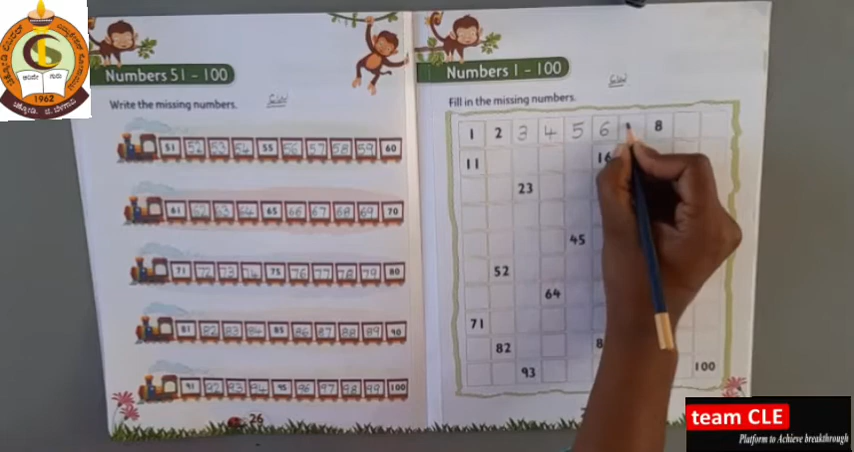 1962
Numbers 51 - 100
Write the missing numbers.
51 52 53 54 55 56 57 58 59 60
61 62 63 64 65 66 67 68 69 70
71 72 73 74 75 76 77 78 79 80
81 82 83 84 85 86 87 88 89 90
91 92 93 94 95 96 97 98 99 100
26
Numbers 1 - 100
Fill in the missing numbers.
1 2 3 4 5 6 8
11 16
23
45
52
64
71
82 8
93 100
team CLE
Platform to Achieve breakthrough